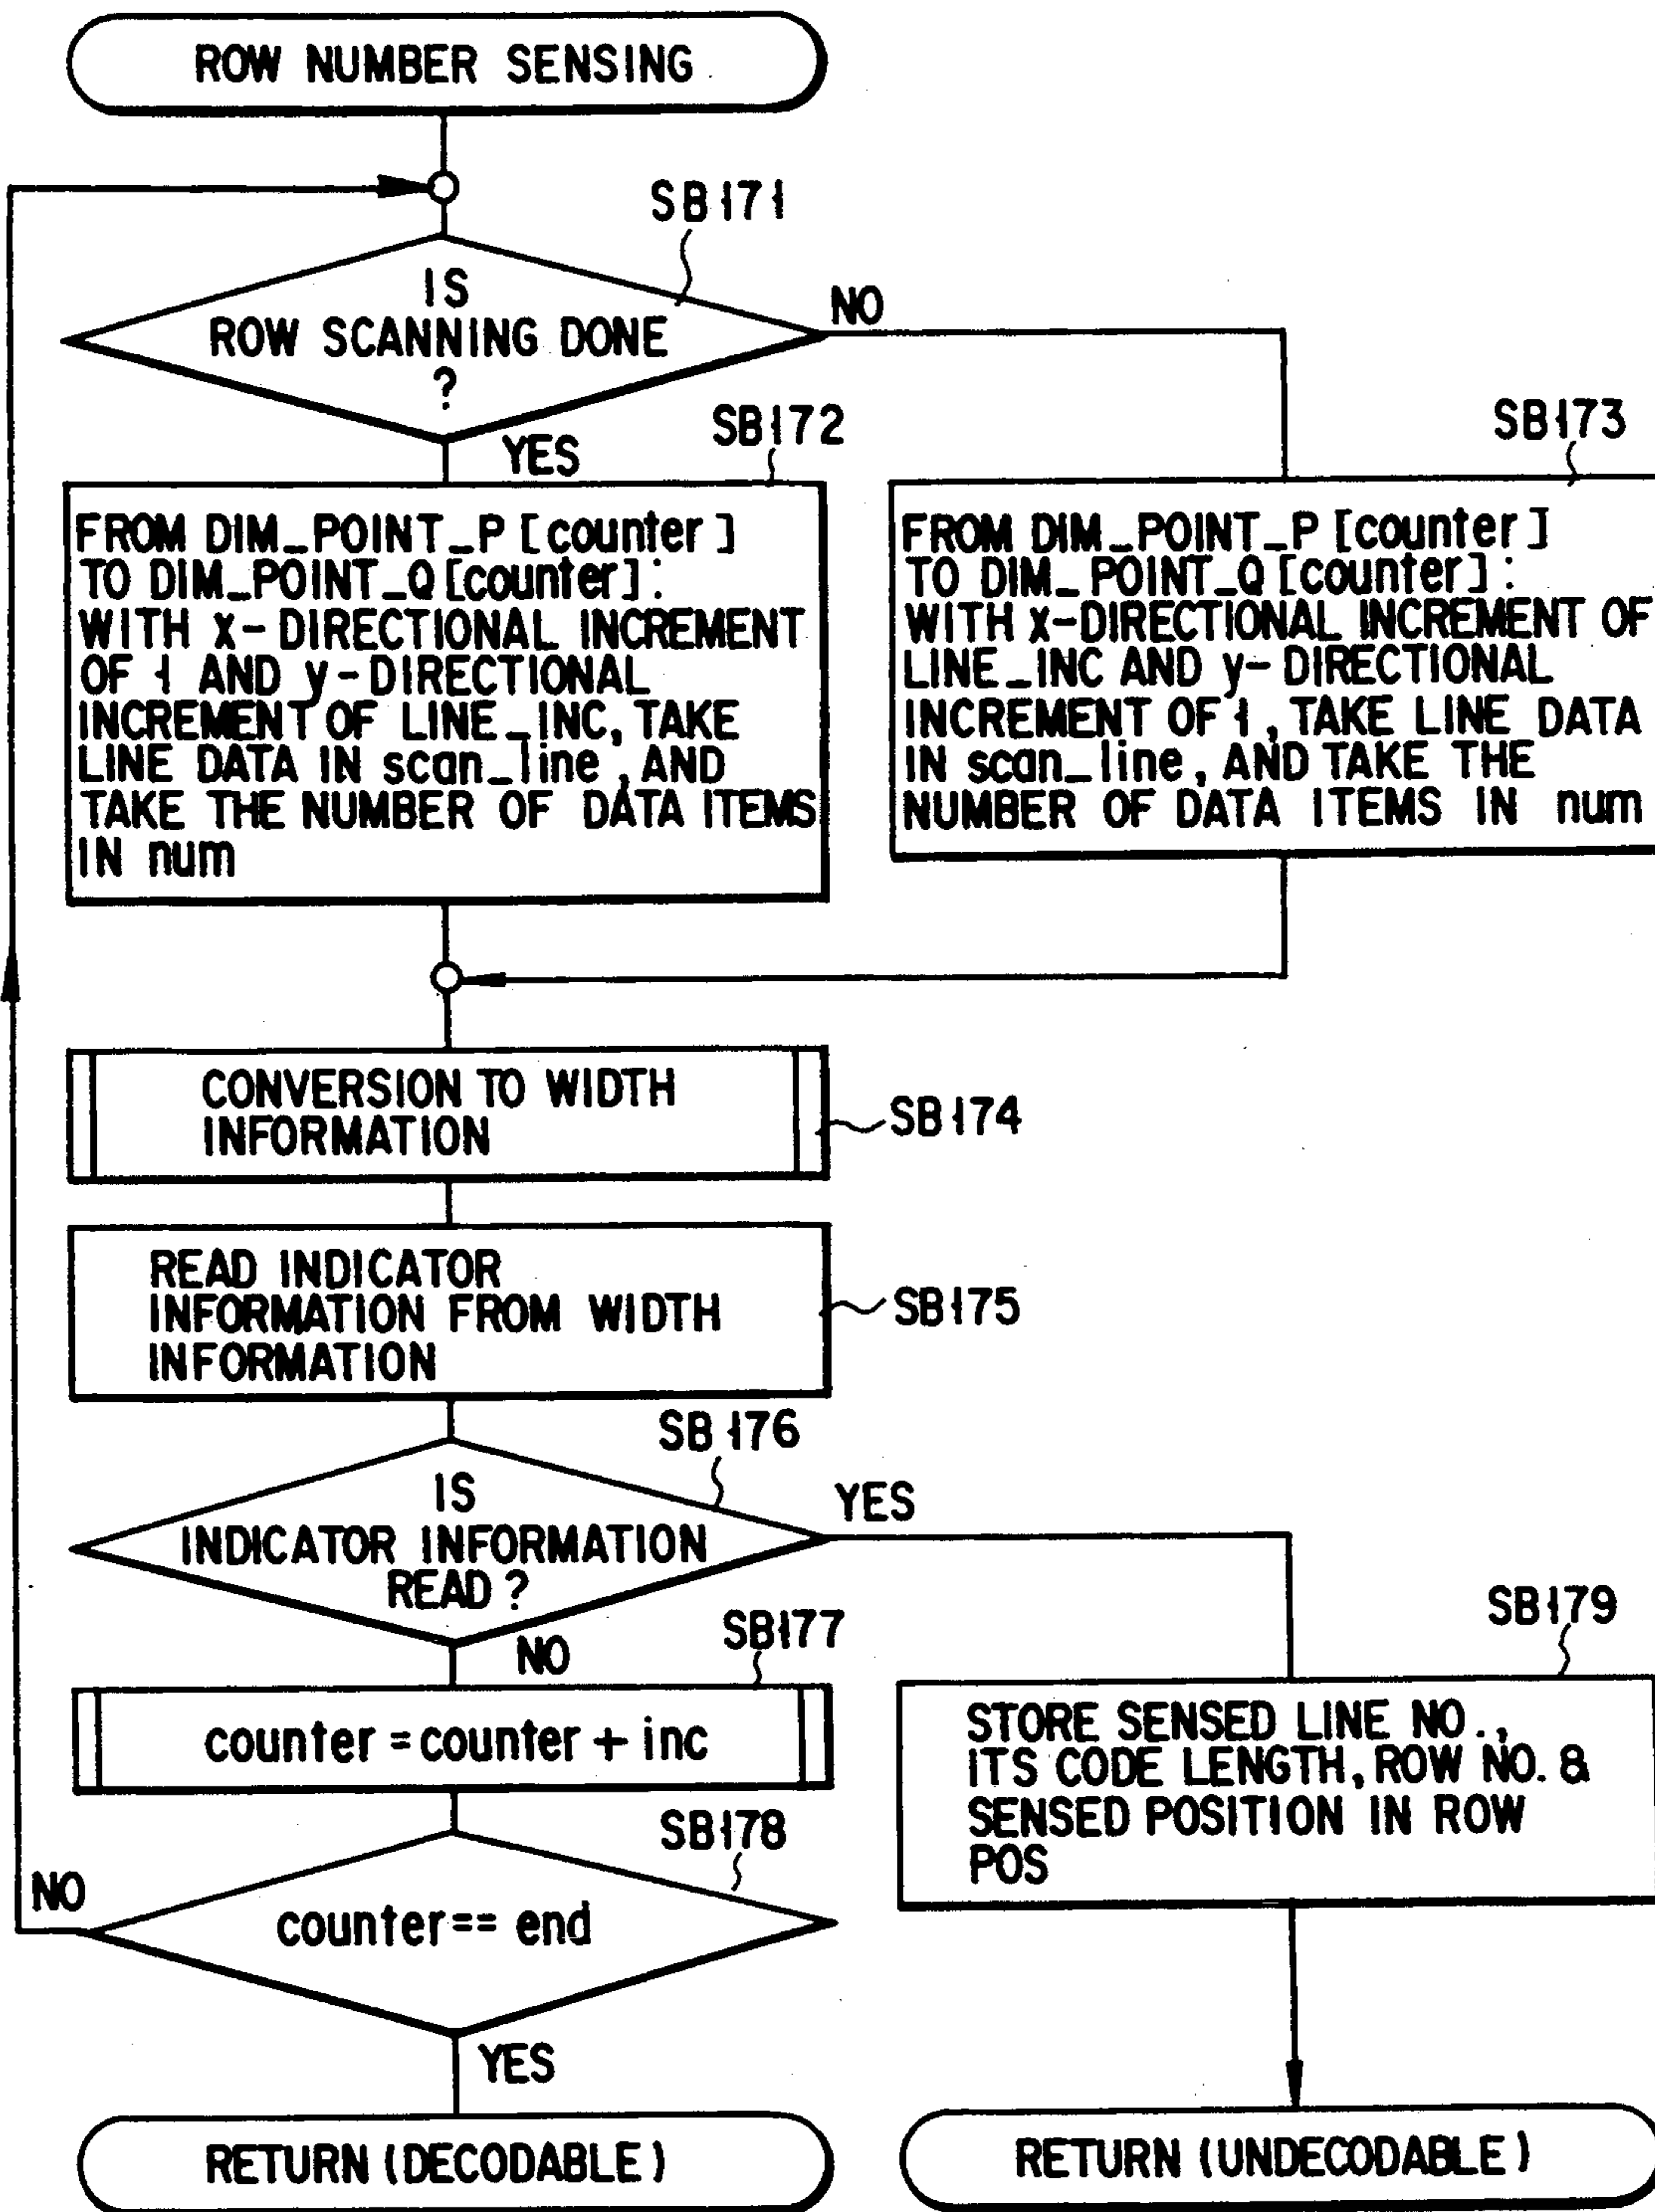 ROW NUMBER SENSING
SB171
IS
ROW SCANNING DONE
?
NO
YES
SB172
SB173
FROM DIM_POINT_P [counter]
TO DIM_POINT_Q [counter]:
WITH x-DIRECTIONAL INCREMENT
OF 1 AND y-DIRECTIONAL
INCREMENT OF LINE_INC, TAKE
LINE DATA IN scan_line, AND
TAKE THE NUMBER OF DATA ITEMS
IN num
FROM DIM_POINT_P [counter]
TO DIM_POINT_Q [counter]:
WITH x-DIRECTIONAL INCREMENT OF
LINE_INC AND y-DIRECTIONAL
INCREMENT OF 1, TAKE LINE DATA
IN scan_line, AND TAKE THE
NUMBER OF DATA ITEMS IN num
CONVERSION TO WIDTH
INFORMATION
SB174
READ INDICATOR
INFORMATION FROM WIDTH
INFORMATION
SB175
SB176
IS
INDICATOR INFORMATION
READ ?
YES
NO
SB177
counter = counter + inc
SB179
STORE SENSED LINE NO.,
ITS CODE LENGTH, ROW NO. &
SENSED POSITION IN ROW
POS
SB178
NO
counter == end
YES
RETURN (DECODABLE)
RETURN (UNDECODABLE)